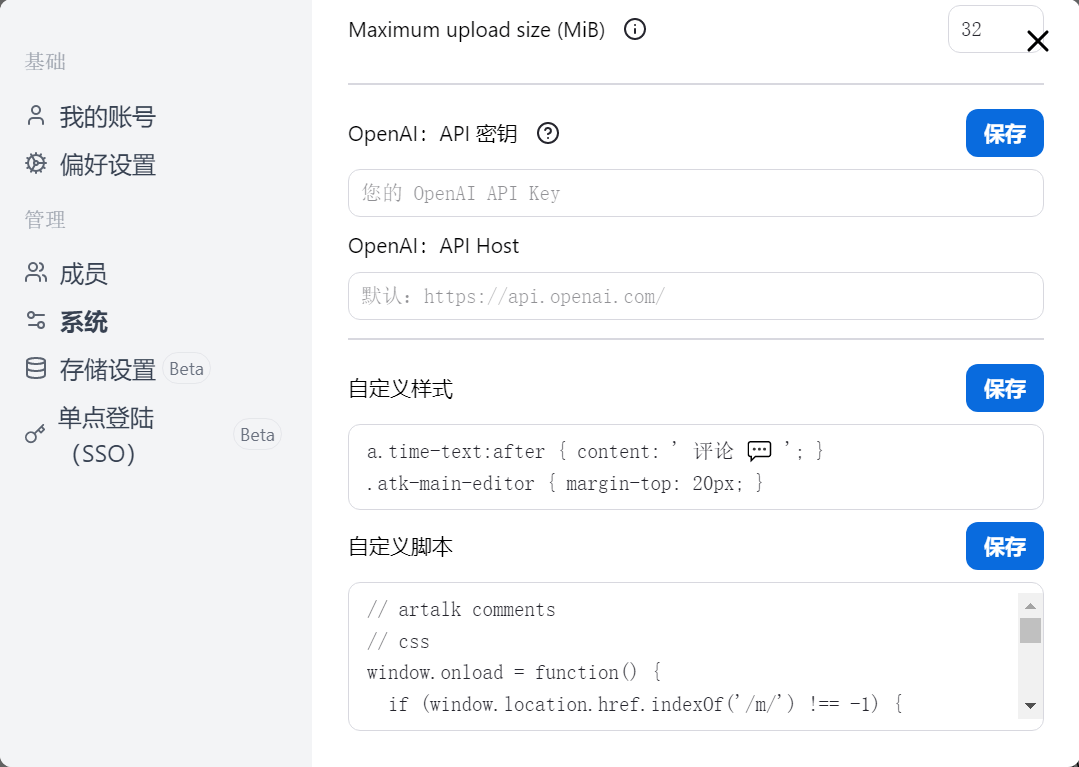 基础
我的账号
偏好设置
管理
成员
系统
存储设置 Beta
单点登陆
（SSO） Beta
Maximum upload size (MiB) 32
OpenAI：API 密钥 保存
您的 OpenAI API Key
OpenAI：API Host
默认：https://api.openai.com/
自定义样式 保存
a.time-text:after { content: ' 评论 💬 '; }
.atk-main-editor { margin-top: 20px; }
自定义脚本 保存
// artalk comments
// css
window.onload = function() {
  if (window.location.href.indexOf('/m/') !== -1) {